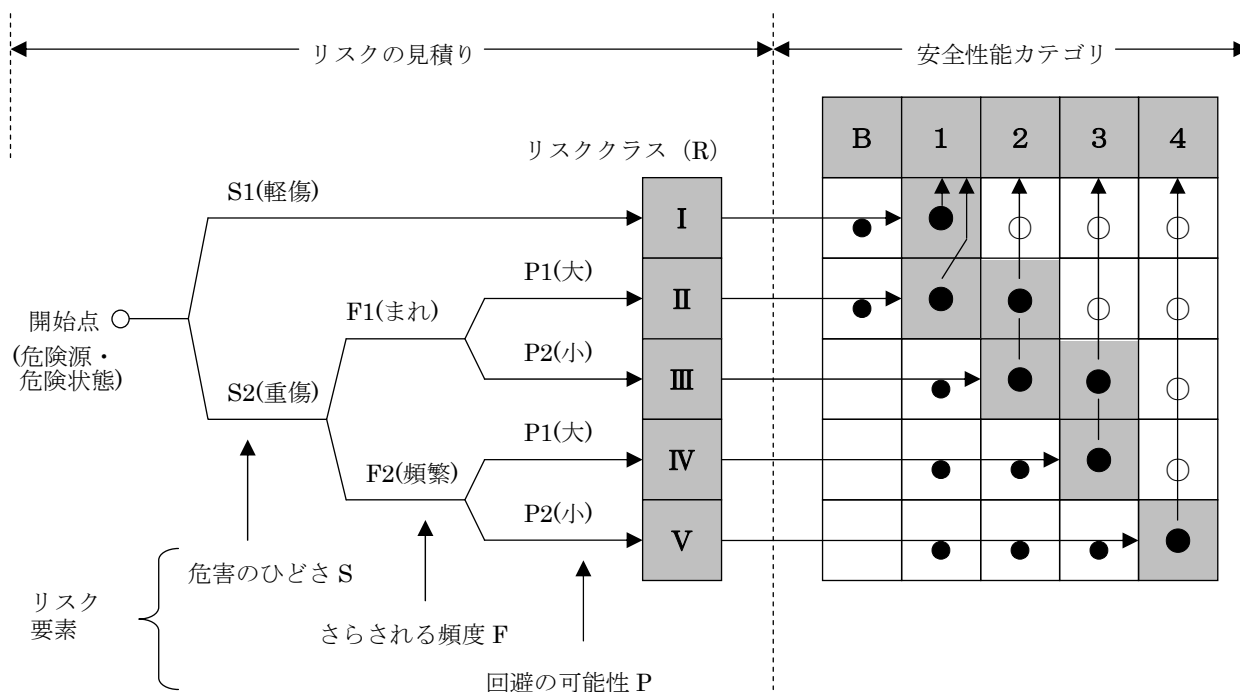 リスクの見積り
安全性能カテゴリ
B 1 2 3 4
リスククラス（R）
S1(軽傷)
Ⅰ
P1(大)
Ⅱ
F1(まれ)
開始点
(危険源・
危険状態)
P2(小)
Ⅲ
S2(重傷)
P1(大)
Ⅳ
F2(頻繁)
P2(小)
Ⅴ
危害のひどさ S
リスク
要素
さらされる頻度 F
回避の可能性 P